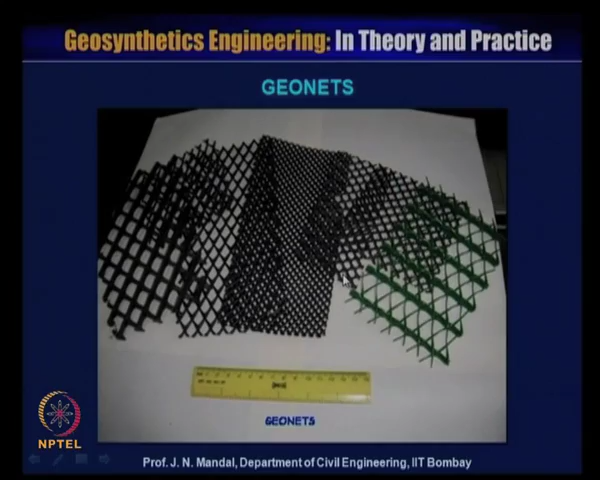 Geosynthetics Engineering: In Theory and Practice
GEONETS
GEONETS
NPTEL
Prof. J. N. Mandal, Department of Civil Engineering, IIT Bombay